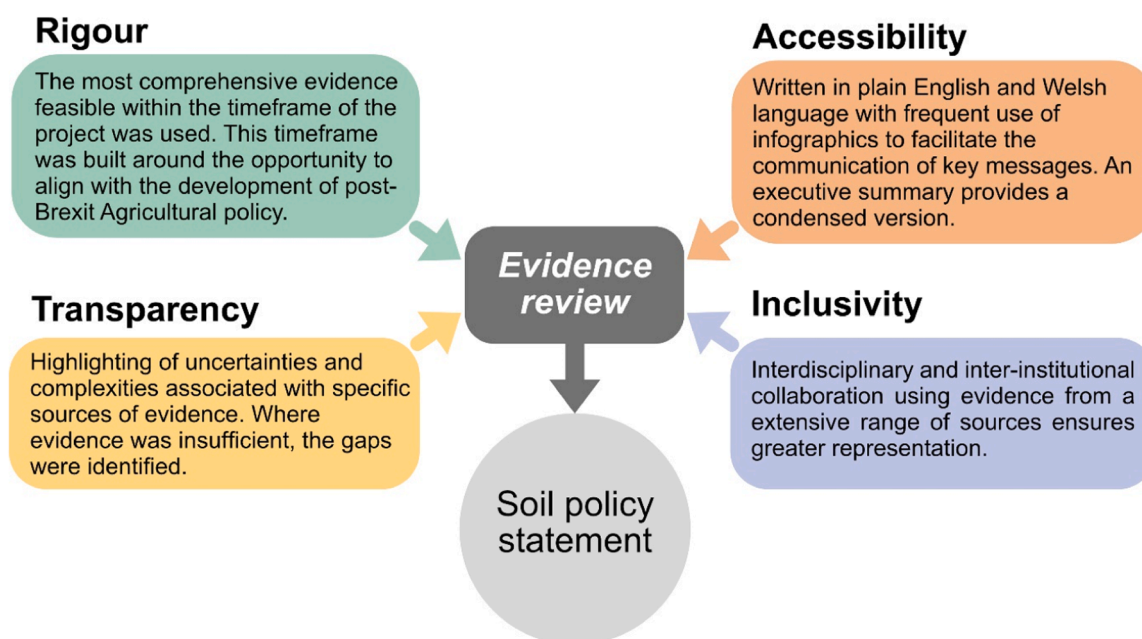 Rigour
The most comprehensive evidence
feasible within the timeframe of
the project was used. This timeframe
was built around the opportunity to
align with the development of post-
Brexit Agricultural policy.
Accessibility
Written in plain English and Welsh
language with frequent use of
infographics to facilitate the
communication of key messages. An
executive summary provides a
condensed version.
Evidence
review
Transparency
Highlighting of uncertainties and
complexities associated with specific
sources of evidence. Where
evidence was insufficient, the gaps
were identified.
Inclusivity
Interdisciplinary and inter-institutional
collaboration using evidence from a
extensive range of sources ensures
greater representation.
Soil policy
statement